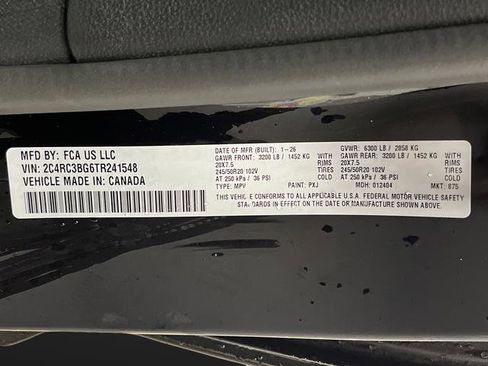 MFD BY: FCA US LLC
VIN: 2C4RC3BG6TR241548
VEHICLE MADE IN: CANADA
DATE OF MFR (BUILT): 1-26 GVWR: 6300 LB / 2858 KG
GAWR FRONT: 3200 LB / 1452 KG GAWR REAR: 3200 LB / 1452 KG
20X7.5 RIMS 20X7.5
245/50R20 102V TIRES 245/50R20 102V
AT 250 kPa / 36 PSI COLD AT 250 kPa / 36 PSI COLD
TYPE: MPV PAINT: PXJ MDH: 012404 MKT: 875
THIS VEHICLE CONFORMS TO ALL APPLICABLE U.S.A. FEDERAL MOTOR VEHICLE SAFETY
STANDARDS IN EFFECT ON THE DATE OF MANUFACTURE SHOWN ABOVE.